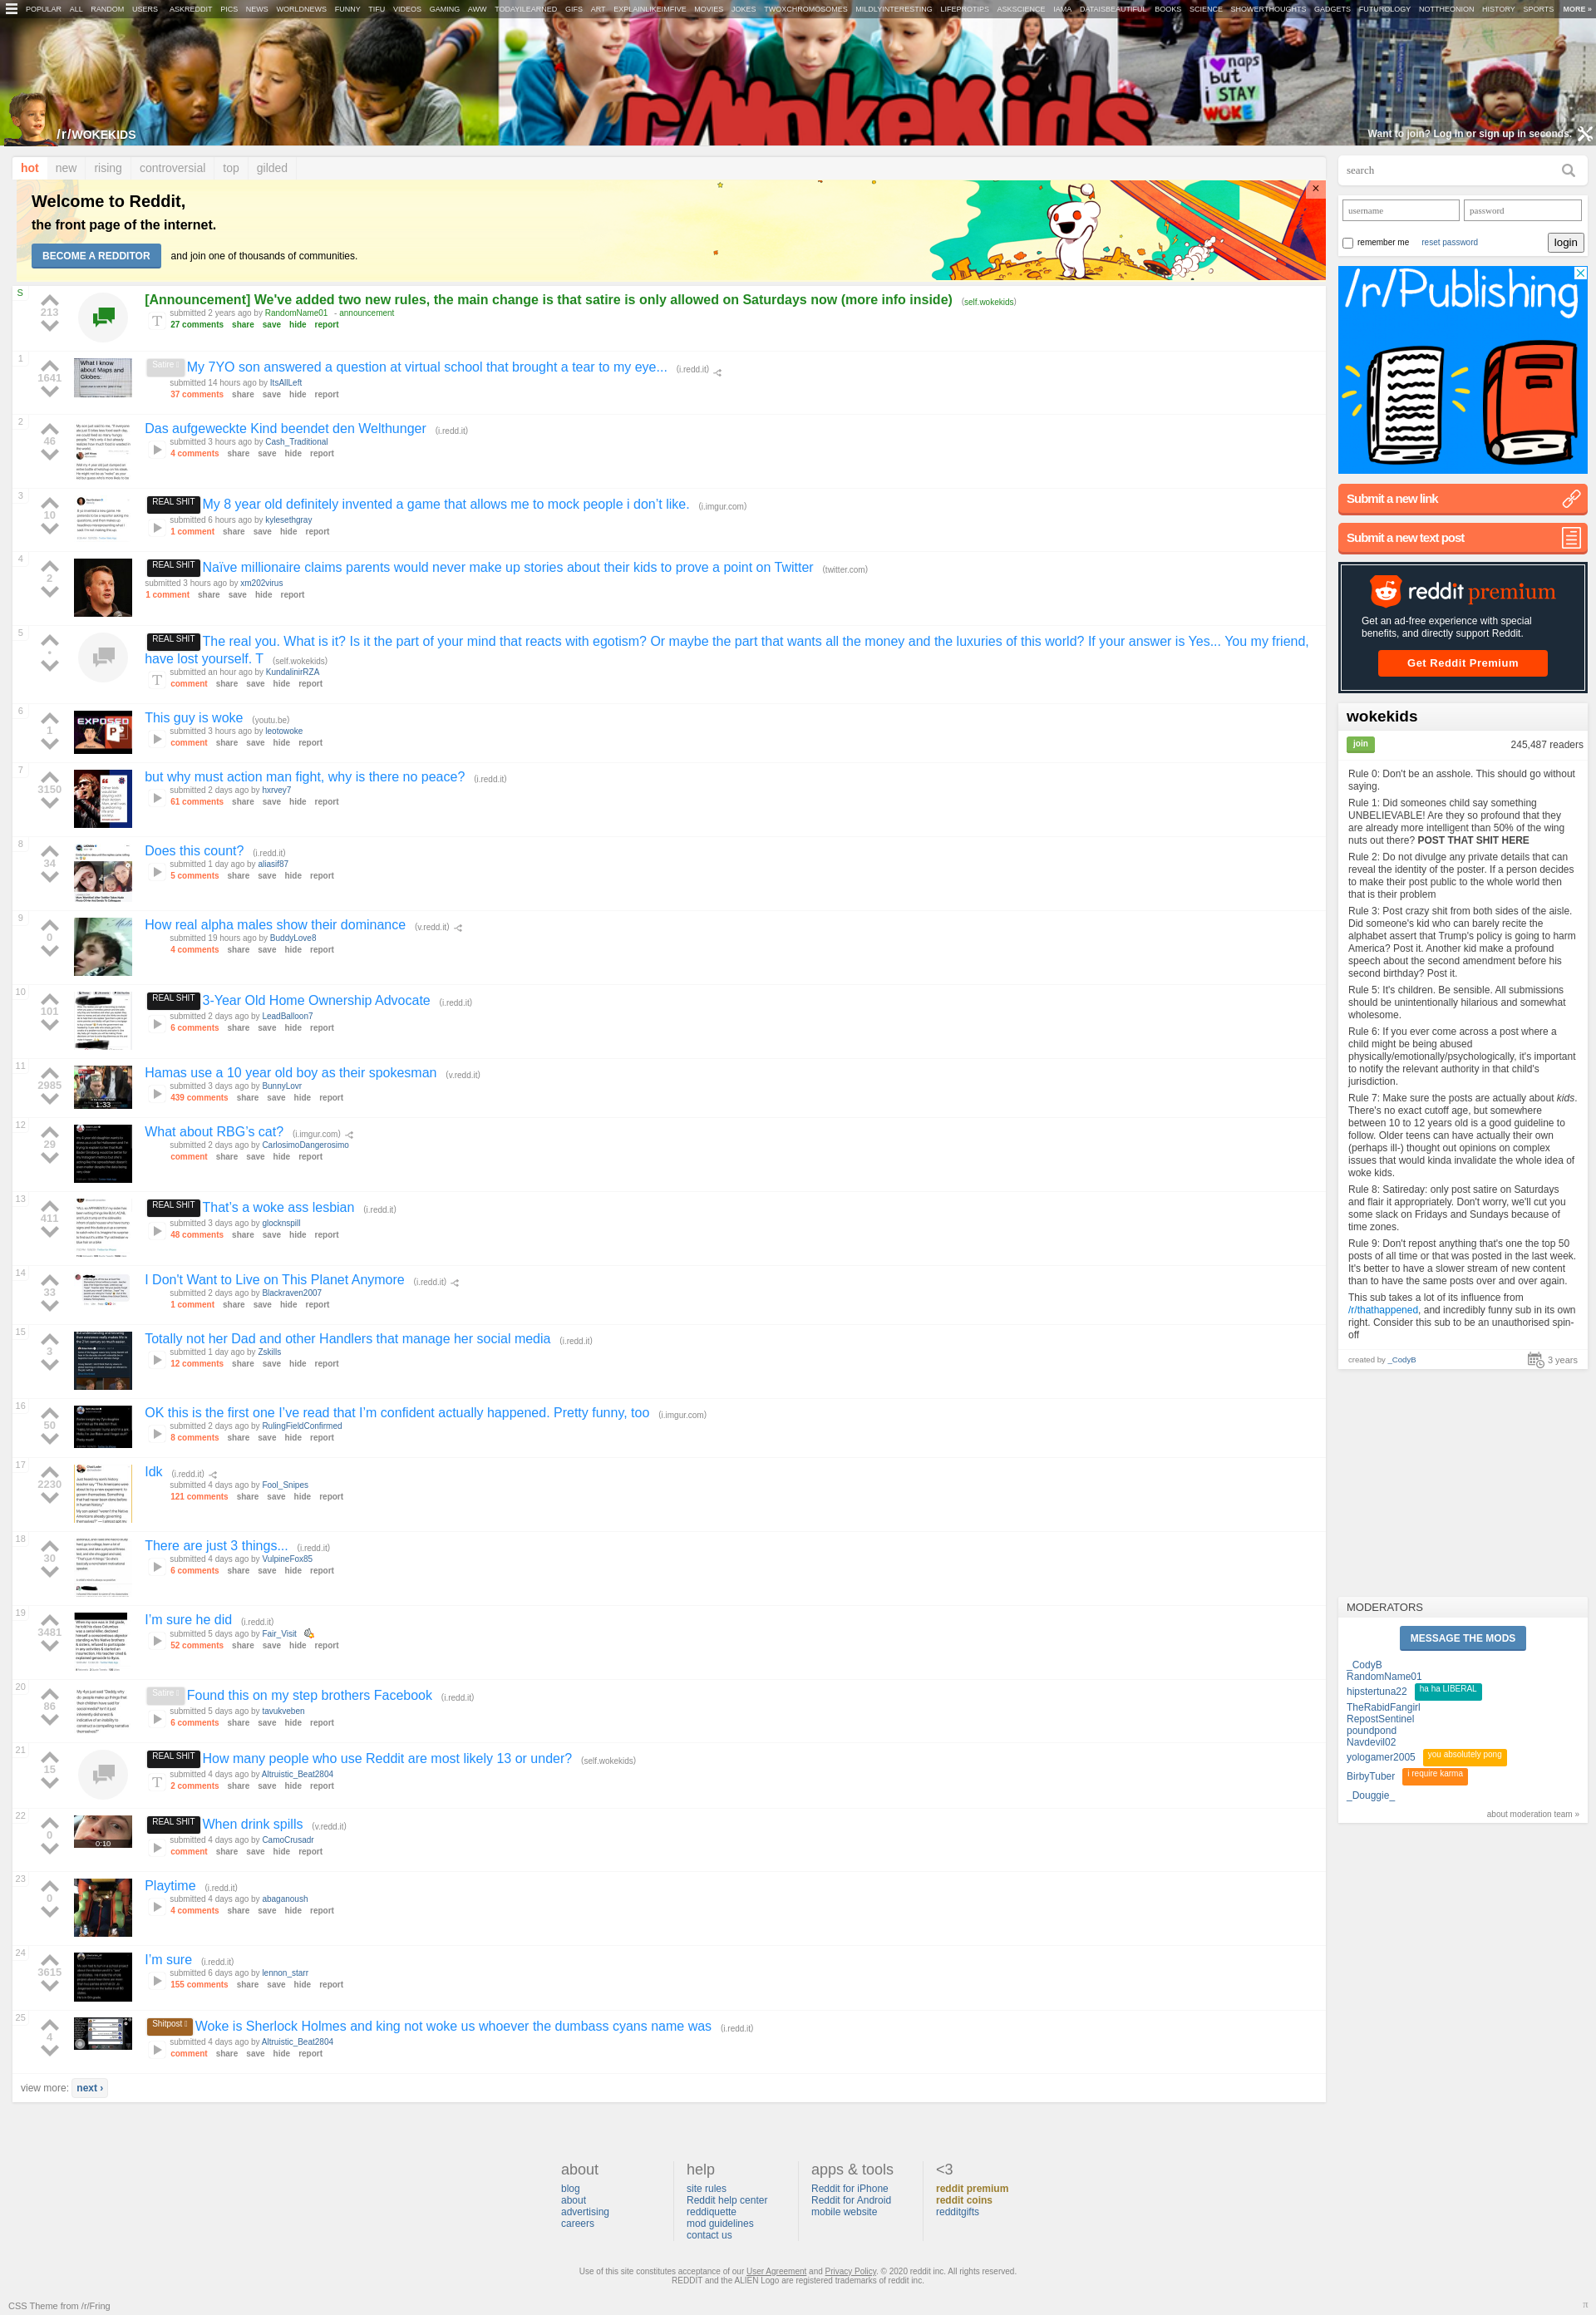 POPULAR ALL RANDOM USERS ASKREDDIT PICS NEWS WORLDNEWS FUNNY TIFU VIDEOS GAMING AWW TODAYILEARNED GIFS ART EXPLAINLIKEIMFIVE MOVIES JOKES TWOXCHROMOSOMES MILDLYINTERESTING LIFEPROTIPS ASKSCIENCE IAMA DATAISBEAUTIFUL BOOKS SCIENCE SHOWERTHOUGHTS GADGETS FUTUROLOGY NOTTHEONION HISTORY SPORTS MORE »
r/WokeKids
I ♥ naps but i STAY WOKE
/r/WOKEKIDS
Want to join? Log in or sign up in seconds.
hot new rising controversial top gilded
Welcome to Reddit,
the front page of the internet.
BECOME A REDDITOR and join one of thousands of communities.
S
213
[Announcement] We've added two new rules, the main change is that satire is only allowed on Saturdays now (more info inside) (self.wokekids)
submitted 2 years ago by RandomName01 - announcement
27 comments share save hide report
1
1641
What I know about Maps and Globes:
Satire My 7YO son answered a question at virtual school that brought a tear to my eye... (i.redd.it)
submitted 14 hours ago by ItsAllLeft
37 comments share save hide report
2
46
Das aufgeweckte Kind beendet den Welthunger (i.redd.it)
submitted 3 hours ago by Cash_Traditional
4 comments share save hide report
3
10
REAL SHIT My 8 year old definitely invented a game that allows me to mock people i don't like. (i.imgur.com)
submitted 6 hours ago by kylesethgray
1 comment share save hide report
4
2
REAL SHIT Naïve millionaire claims parents would never make up stories about their kids to prove a point on Twitter (twitter.com)
submitted 3 hours ago by xm202virus
1 comment share save hide report
5
•
REAL SHIT The real you. What is it? Is it the part of your mind that reacts with egotism? Or maybe the part that wants all the money and the luxuries of this world? If your answer is Yes... You my friend,
have lost yourself. T (self.wokekids)
submitted an hour ago by KundalinirRZA
comment share save hide report
6
1
EXPOSED
This guy is woke (youtu.be)
submitted 3 hours ago by leotowoke
comment share save hide report
7
3150
but why must action man fight, why is there no peace? (i.redd.it)
submitted 2 days ago by hxrvey7
61 comments share save hide report
8
34
Does this count? (i.redd.it)
submitted 1 day ago by aliasif87
5 comments share save hide report
9
0
How real alpha males show their dominance (v.redd.it)
submitted 19 hours ago by BuddyLove8
4 comments share save hide report
10
101
REAL SHIT 3-Year Old Home Ownership Advocate (i.redd.it)
submitted 2 days ago by LeadBalloon7
6 comments share save hide report
11
2985
1:33
Hamas use a 10 year old boy as their spokesman (v.redd.it)
submitted 3 days ago by BunnyLovr
439 comments share save hide report
12
29
What about RBG's cat? (i.imgur.com)
submitted 2 days ago by CarlosimoDangerosimo
comment share save hide report
13
411
REAL SHIT That's a woke ass lesbian (i.redd.it)
submitted 3 days ago by glocknspill
48 comments share save hide report
14
33
I Don't Want to Live on This Planet Anymore (i.redd.it)
submitted 2 days ago by Blackraven2007
1 comment share save hide report
15
3
Totally not her Dad and other Handlers that manage her social media (i.redd.it)
submitted 1 day ago by Zskills
12 comments share save hide report
16
50
OK this is the first one I've read that I'm confident actually happened. Pretty funny, too (i.imgur.com)
submitted 2 days ago by RulingFieldConfirmed
8 comments share save hide report
17
2230
Idk (i.redd.it)
submitted 4 days ago by Fool_Snipes
121 comments share save hide report
18
30
There are just 3 things... (i.redd.it)
submitted 4 days ago by VulpineFox85
6 comments share save hide report
19
3481
I'm sure he did (i.redd.it)
submitted 5 days ago by Fair_Visit
52 comments share save hide report
20
86
Satire Found this on my step brothers Facebook (i.redd.it)
submitted 5 days ago by tavukveben
6 comments share save hide report
21
15
REAL SHIT How many people who use Reddit are most likely 13 or under? (self.wokekids)
submitted 4 days ago by Altruistic_Beat2804
2 comments share save hide report
22
0
0:10
REAL SHIT When drink spills (v.redd.it)
submitted 4 days ago by CamoCrusadr
comment share save hide report
23
0
Playtime (i.redd.it)
submitted 4 days ago by abaganoush
4 comments share save hide report
24
3615
I'm sure (i.redd.it)
submitted 6 days ago by lennon_starr
155 comments share save hide report
25
4
Shitpost Woke is Sherlock Holmes and king not woke us whoever the dumbass cyans name was (i.redd.it)
submitted 4 days ago by Altruistic_Beat2804
comment share save hide report
view more: next ›
search
username password
remember me reset password login
/r/Publishing
Submit a new link
Submit a new text post
reddit premium
Get an ad-free experience with special
benefits, and directly support Reddit.
Get Reddit Premium
wokekids
join 245,487 readers
Rule 0: Don't be an asshole. This should go without
saying.
Rule 1: Did someones child say something
UNBELIEVABLE! Are they so profound that they
are already more intelligent than 50% of the wing
nuts out there? POST THAT SHIT HERE
Rule 2: Do not divulge any private details that can
reveal the identity of the poster. If a person decides
to make their post public to the whole world then
that is their problem
Rule 3: Post crazy shit from both sides of the aisle.
Did someone's kid who can barely recite the
alphabet assert that Trump's policy is going to harm
America? Post it. Another kid make a profound
speech about the second amendment before his
second birthday? Post it.
Rule 5: It's children. Be sensible. All submissions
should be unintentionally hilarious and somewhat
wholesome.
Rule 6: If you ever come across a post where a
child might be being abused
physically/emotionally/psychologically, it's important
to notify the relevant authority in that child's
jurisdiction.
Rule 7: Make sure the posts are actually about kids.
There's no exact cutoff age, but somewhere
between 10 to 12 years old is a good guideline to
follow. Older teens can have actually their own
(perhaps ill-) thought out opinions on complex
issues that would kinda invalidate the whole idea of
woke kids.
Rule 8: Satireday: only post satire on Saturdays
and flair it appropriately. Don't worry, we'll cut you
some slack on Fridays and Sundays because of
time zones.
Rule 9: Don't repost anything that's one the top 50
posts of all time or that was posted in the last week.
It's better to have a slower stream of new content
than to have the same posts over and over again.
This sub takes a lot of its influence from
/r/thathappened, and incredibly funny sub in its own
right. Consider this sub to be an unauthorised spin-
off
created by _CodyB 3 years
MODERATORS
MESSAGE THE MODS
_CodyB
RandomName01
hipstertuna22 ha ha LIBERAL
TheRabidFangirl
RepostSentinel
poundpond
Navdevil02
yologamer2005 you absolutely pong
BirbyTuber i require karma
_Douggie_
about moderation team »
about
blog
about
advertising
careers
help
site rules
Reddit help center
reddiquette
mod guidelines
contact us
apps & tools
Reddit for iPhone
Reddit for Android
mobile website
<3
reddit premium
reddit coins
redditgifts
Use of this site constitutes acceptance of our User Agreement and Privacy Policy. © 2020 reddit inc. All rights reserved.
REDDIT and the ALIEN Logo are registered trademarks of reddit inc.
CSS Theme from /r/Fring
π